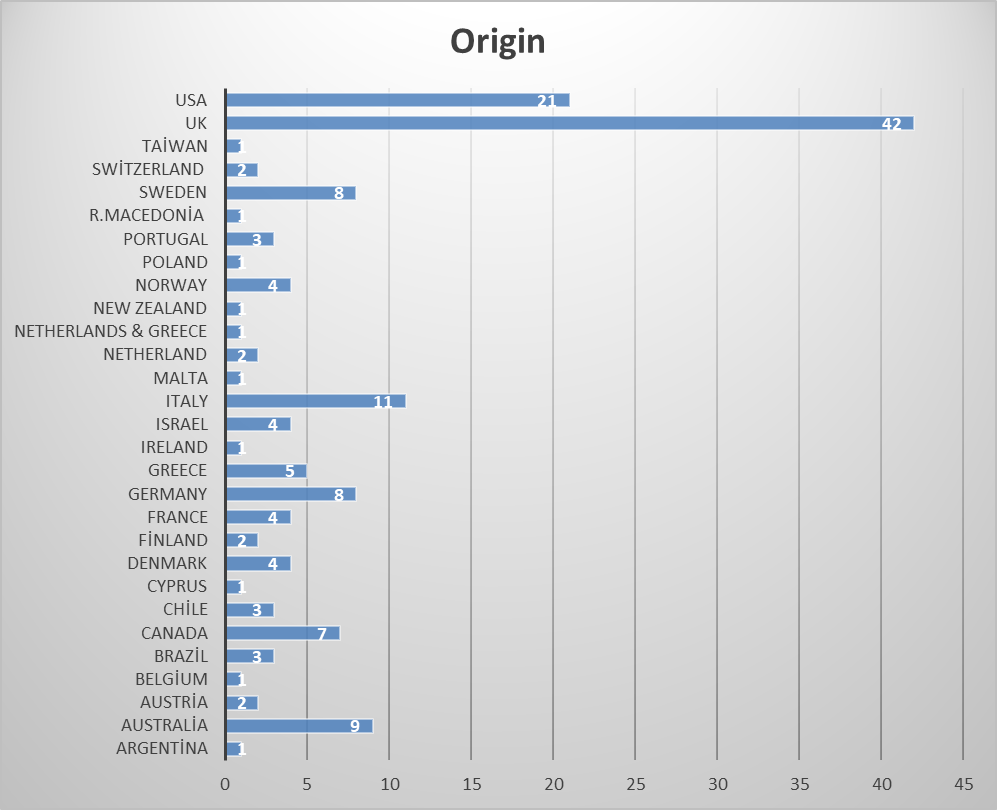 Origin
USA 21
UK 42
TAİWAN 1
SWİTZERLAND 2
SWEDEN 8
R.MACEDONİA 1
PORTUGAL 3
POLAND 1
NORWAY 4
NEW ZEALAND 1
NETHERLANDS & GREECE 1
NETHERLAND 2
MALTA 1
ITALY 11
ISRAEL 4
IRELAND 1
GREECE 5
GERMANY 8
FRANCE 4
FİNLAND 2
DENMARK 4
CYPRUS 1
CHİLE 3
CANADA 7
BRAZİL 3
BELGİUM 1
AUSTRİA 2
AUSTRALİA 9
ARGENTİNA 1
0 5 10 15 20 25 30 35 40 45